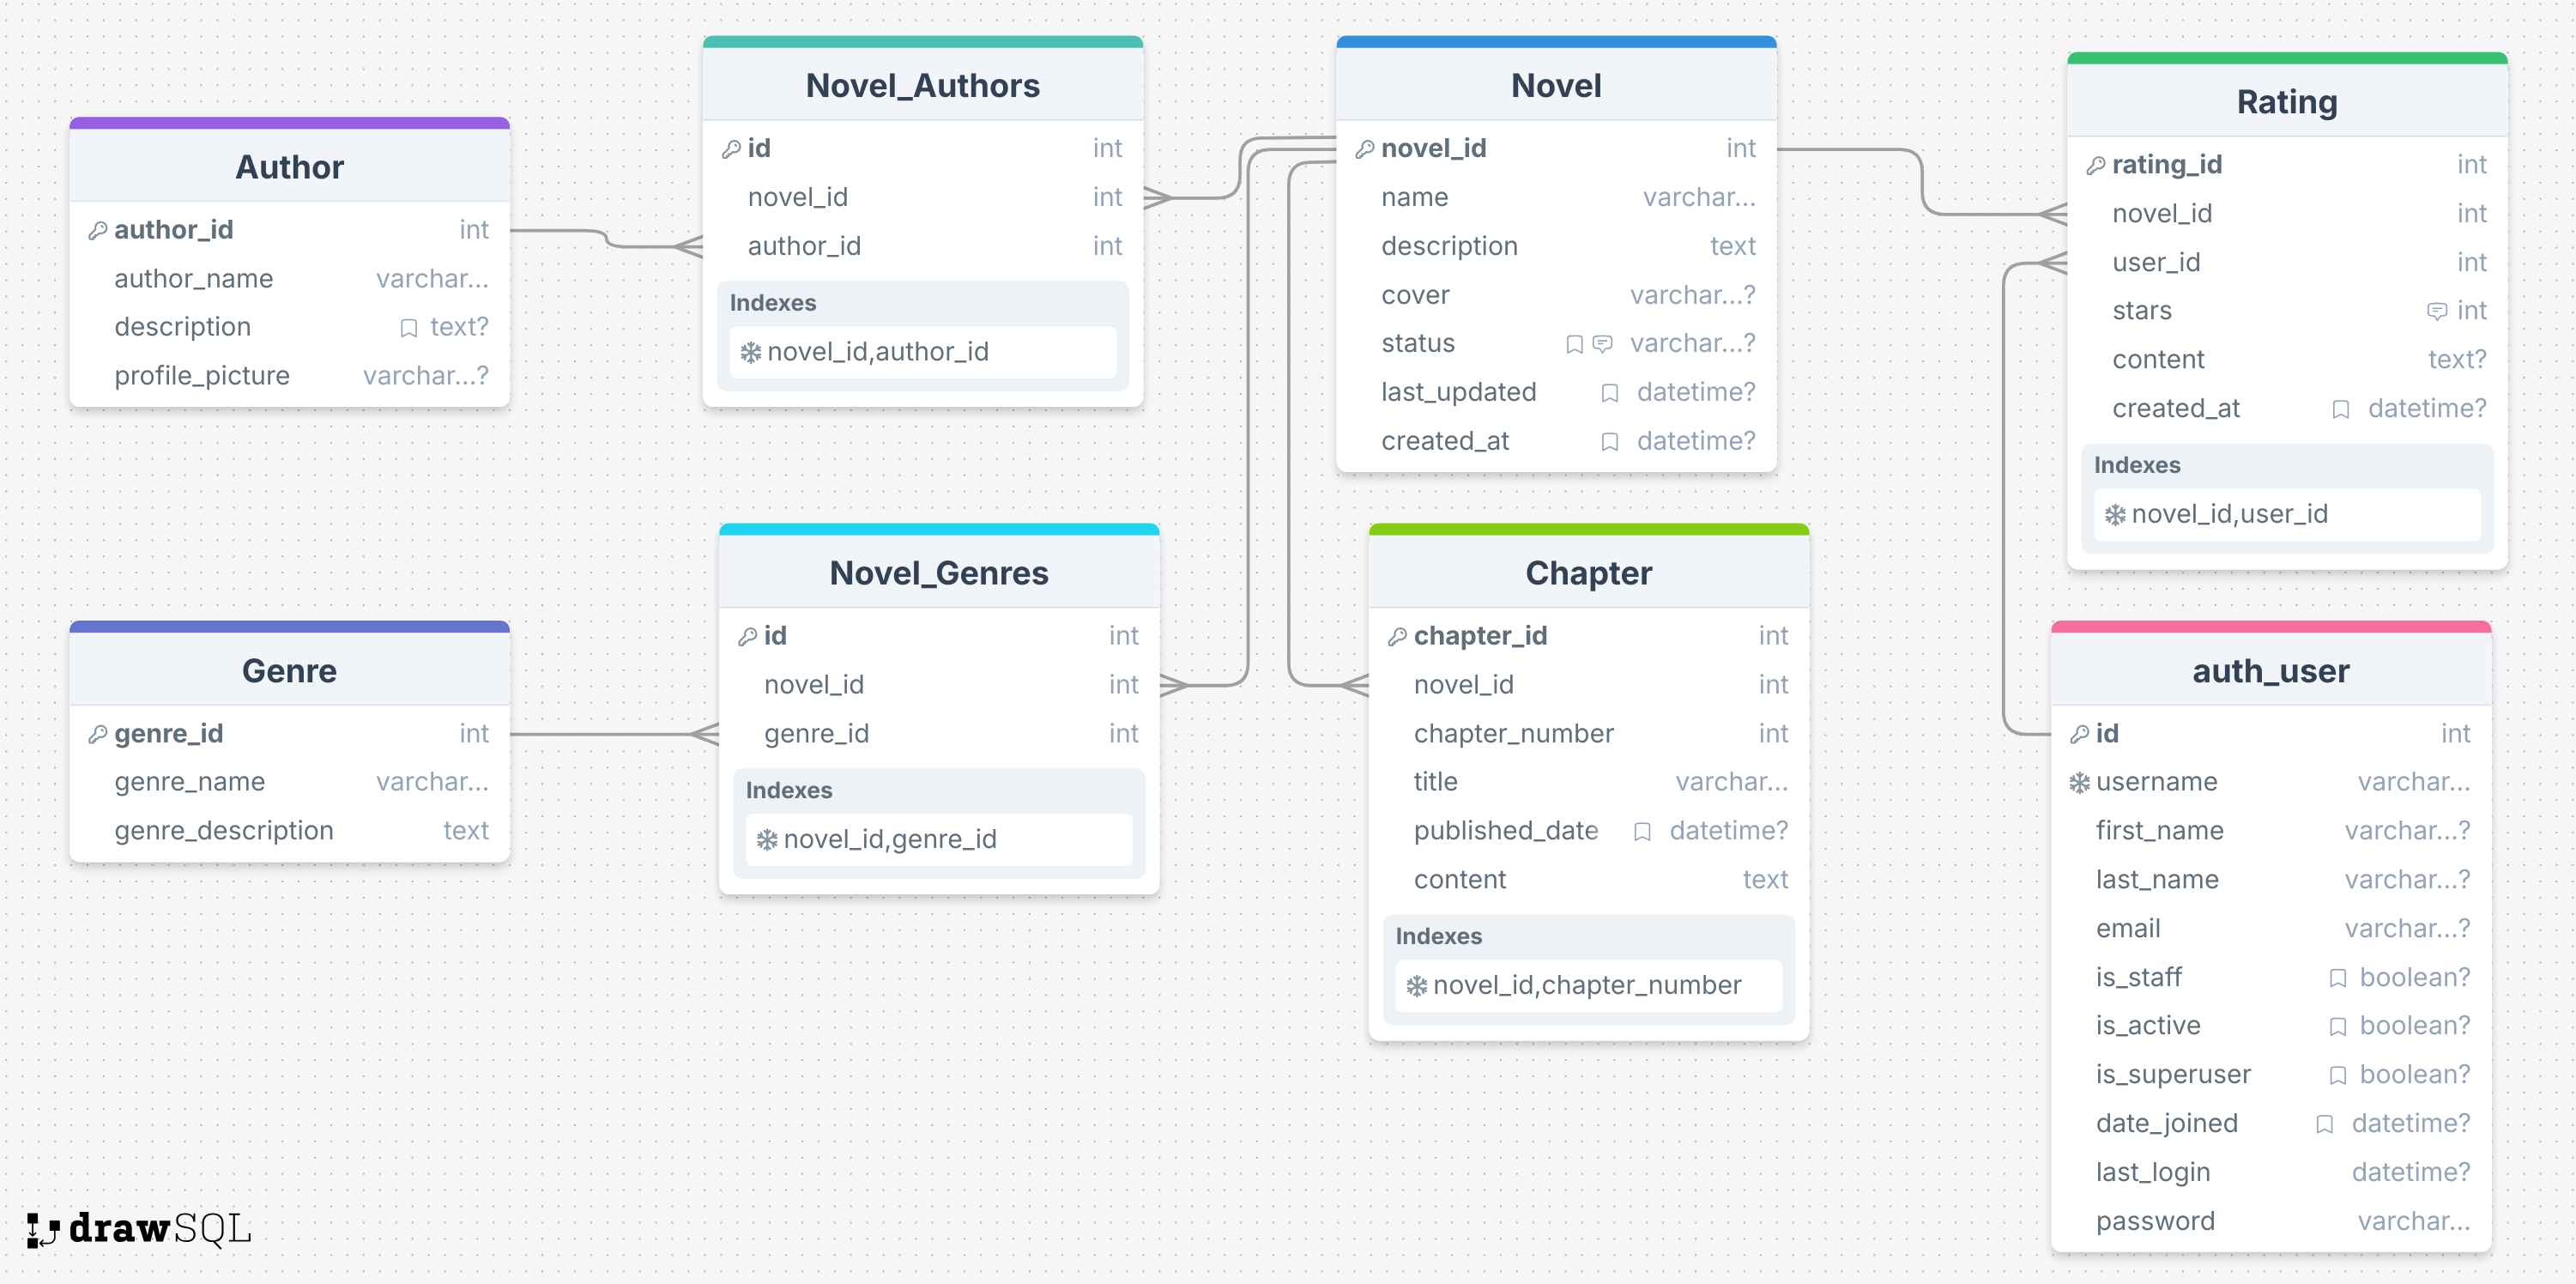 Author
author_id int
author_name varchar...
description text?
profile_picture varchar...?
Novel_Authors
id int
novel_id int
author_id int
Indexes
novel_id,author_id
Novel
novel_id int
name varchar...
description text
cover varchar...?
status varchar...?
last_updated datetime?
created_at datetime?
Rating
rating_id int
novel_id int
user_id int
stars int
content text?
created_at datetime?
Indexes
novel_id,user_id
Genre
genre_id int
genre_name varchar...
genre_description text
Novel_Genres
id int
novel_id int
genre_id int
Indexes
novel_id,genre_id
Chapter
chapter_id int
novel_id int
chapter_number int
title varchar...
published_date datetime?
content text
Indexes
novel_id,chapter_number
auth_user
id int
username varchar...
first_name varchar...?
last_name varchar...?
email varchar...?
is_staff boolean?
is_active boolean?
is_superuser boolean?
date_joined datetime?
last_login datetime?
password varchar...
drawSQL